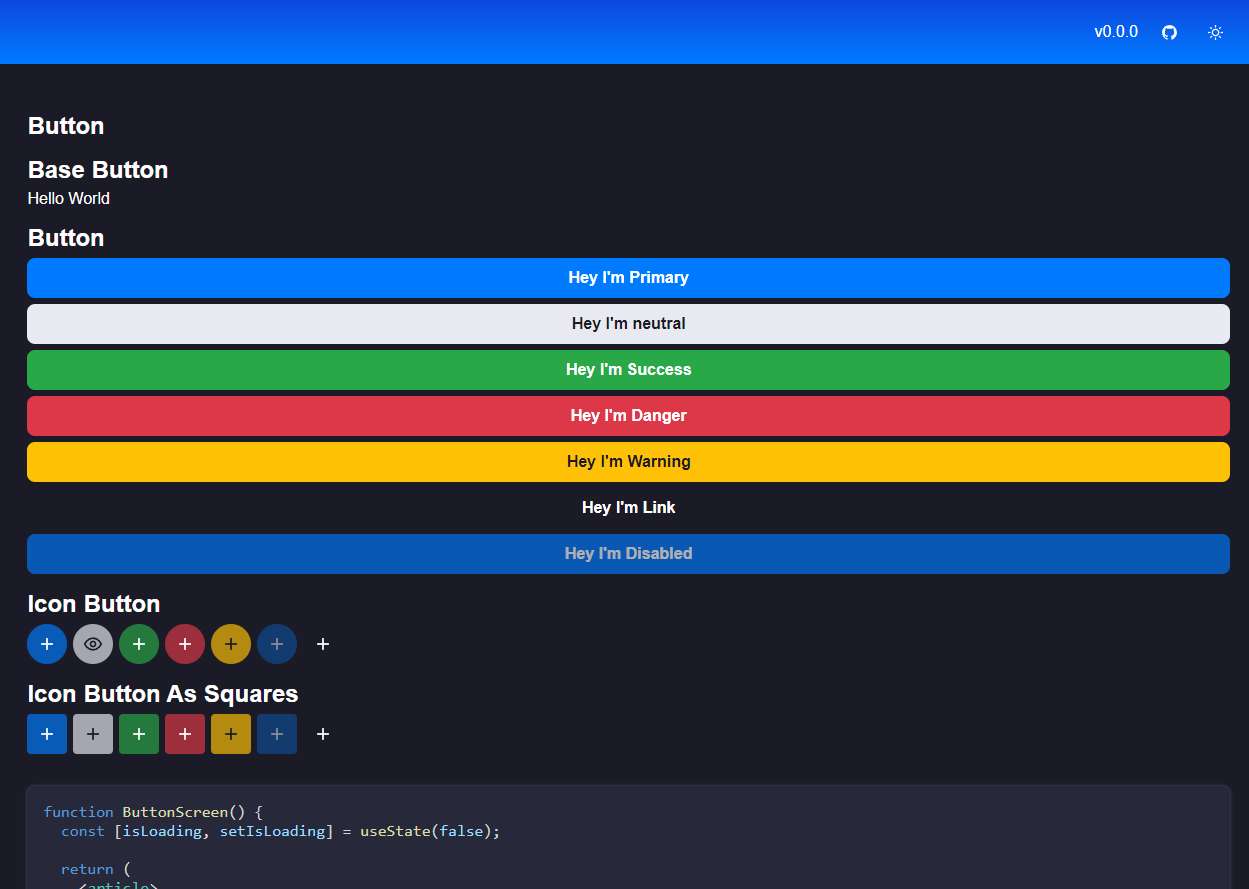 v0.0.0
Button
Base Button
Hello World
Button
Hey I'm Primary
Hey I'm neutral
Hey I'm Success
Hey I'm Danger
Hey I'm Warning
Hey I'm Link
Hey I'm Disabled
Icon Button
Icon Button As Squares
function ButtonScreen() {
const [isLoading, setIsLoading] = useState(false);
return (
<article>